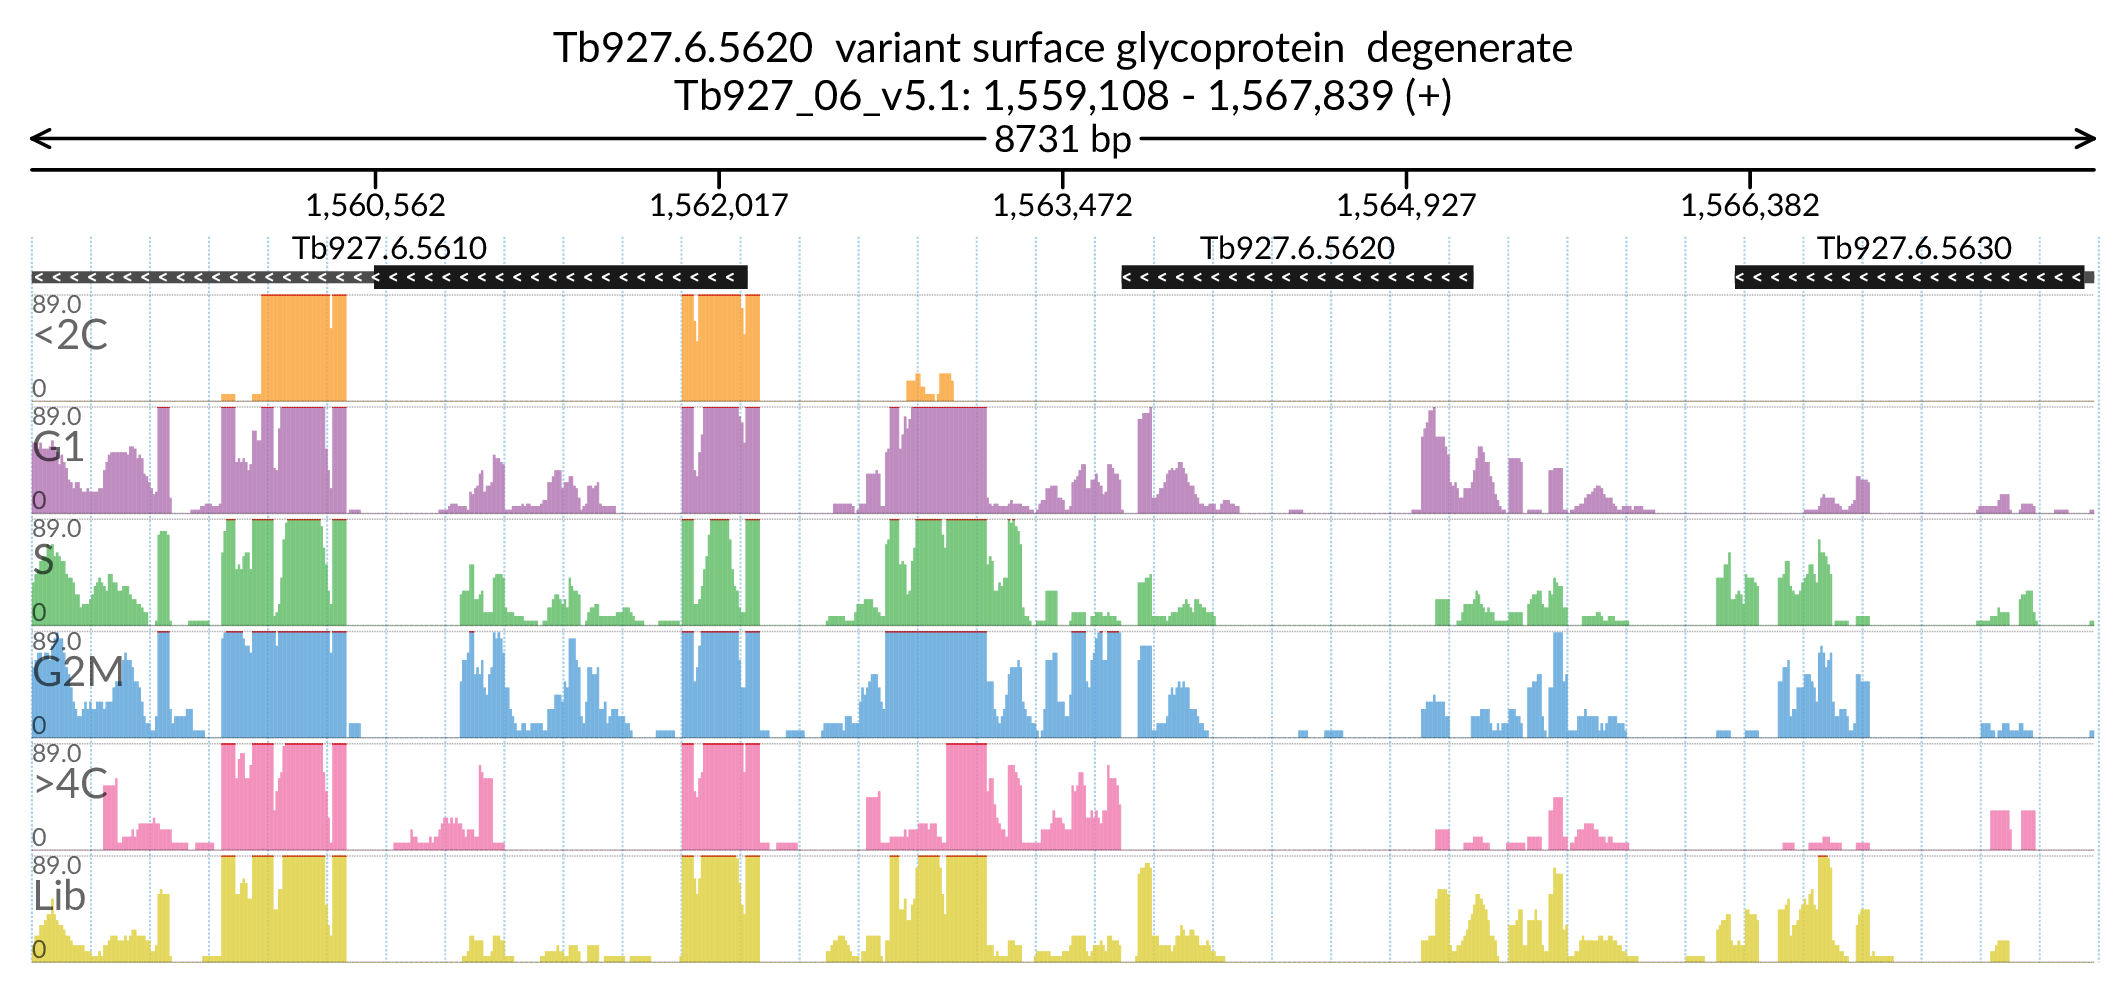 Tb927.6.5620 variant surface glycoprotein degenerate
Tb927_06_v5.1: 1,559,108 - 1,567,839 (+)
8731 bp
1,560,562 1,562,017 1,563,472 1,564,927 1,566,382
Tb927.6.5610 Tb927.6.5620 Tb927.6.5630
89.0
<2C
0
89.0
G1
0
89.0
S
0
89.0
G2M
0
89.0
>4C
0
89.0
Lib
0